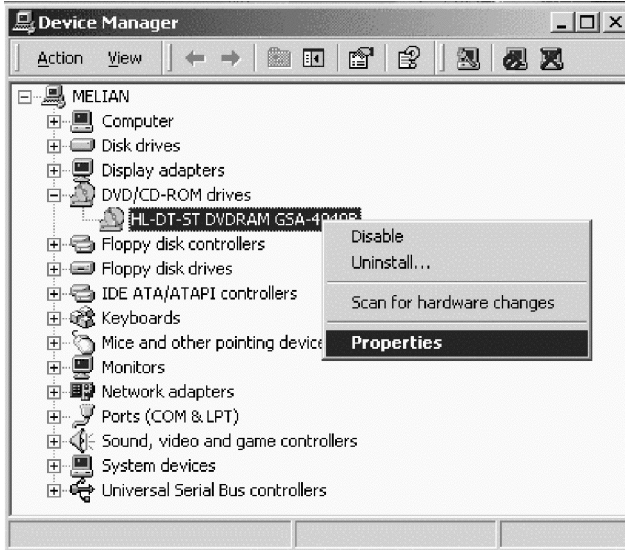 Device Manager
Action View
MELIAN
Computer
Disk drives
Display adapters
DVD/CD-ROM drives
HL-DT-ST DVDRAM GSA-4040B
Floppy disk controllers
Floppy disk drives
IDE ATA/ATAPI controllers
Keyboards
Mice and other pointing device
Monitors
Network adapters
Ports (COM & LPT)
Sound, video and game controllers
System devices
Universal Serial Bus controllers
Disable
Uninstall...
Scan for hardware changes
Properties